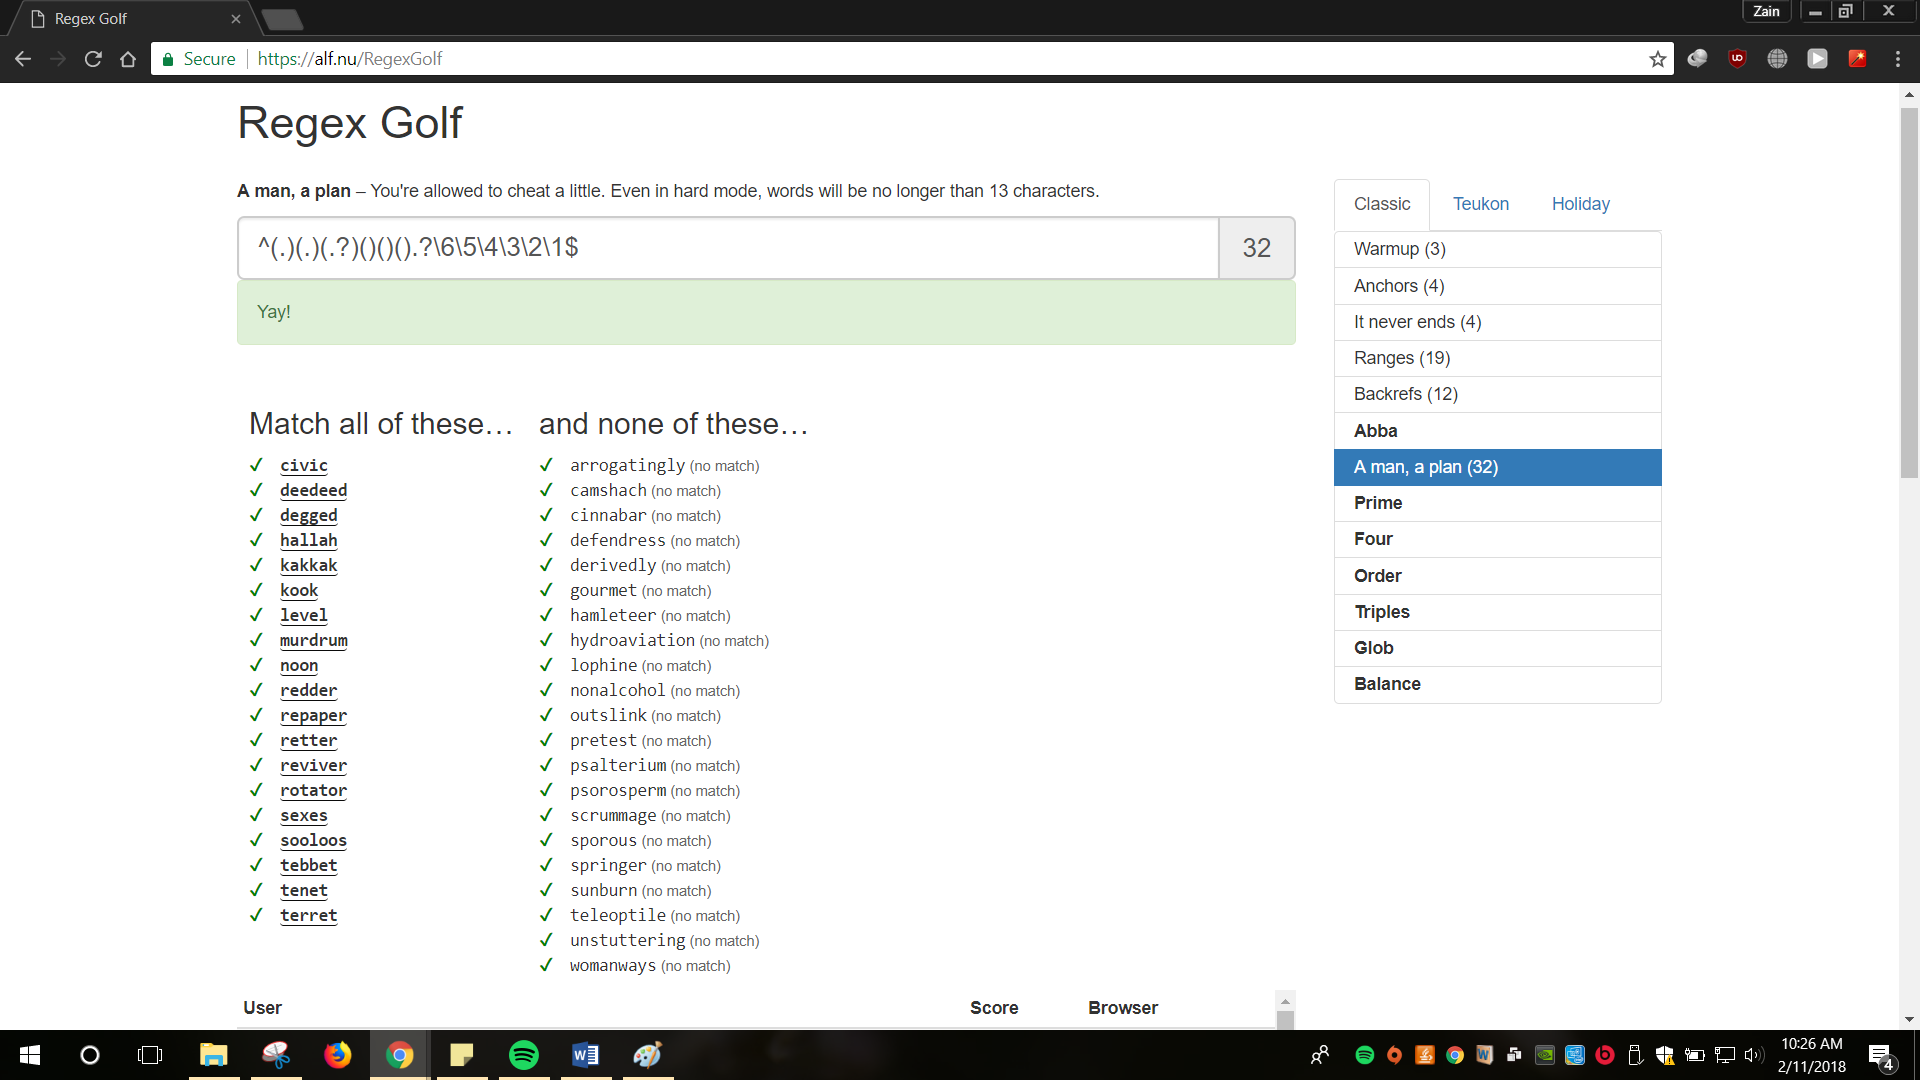 Regex Golf
Zain
Secure
https://alf.nu/RegexGolf
Regex Golf
A man, a plan – You're allowed to cheat a little. Even in hard mode, words will be no longer than 13 characters.
^(.)(.)(.?)()()().?\6\5\4\3\2\1$
32
Yay!
Match all of these…
civic
deedeed
degged
hallah
kakkak
kook
level
murdrum
noon
redder
repaper
retter
reviver
rotator
sexes
sooloos
tebbet
tenet
terret
and none of these…
arrogatingly (no match)
camshach (no match)
cinnabar (no match)
defendress (no match)
derivedly (no match)
gourmet (no match)
hamleteer (no match)
hydroaviation (no match)
lophine (no match)
nonalcohol (no match)
outslink (no match)
pretest (no match)
psalterium (no match)
psorosperm (no match)
scrummage (no match)
sporous (no match)
springer (no match)
sunburn (no match)
teleoptile (no match)
unstuttering (no match)
womanways (no match)
User Score Browser
Classic Teukon Holiday
Warmup (3)
Anchors (4)
It never ends (4)
Ranges (19)
Backrefs (12)
Abba
A man, a plan (32)
Prime
Four
Order
Triples
Glob
Balance
10:26 AM
2/11/2018
4